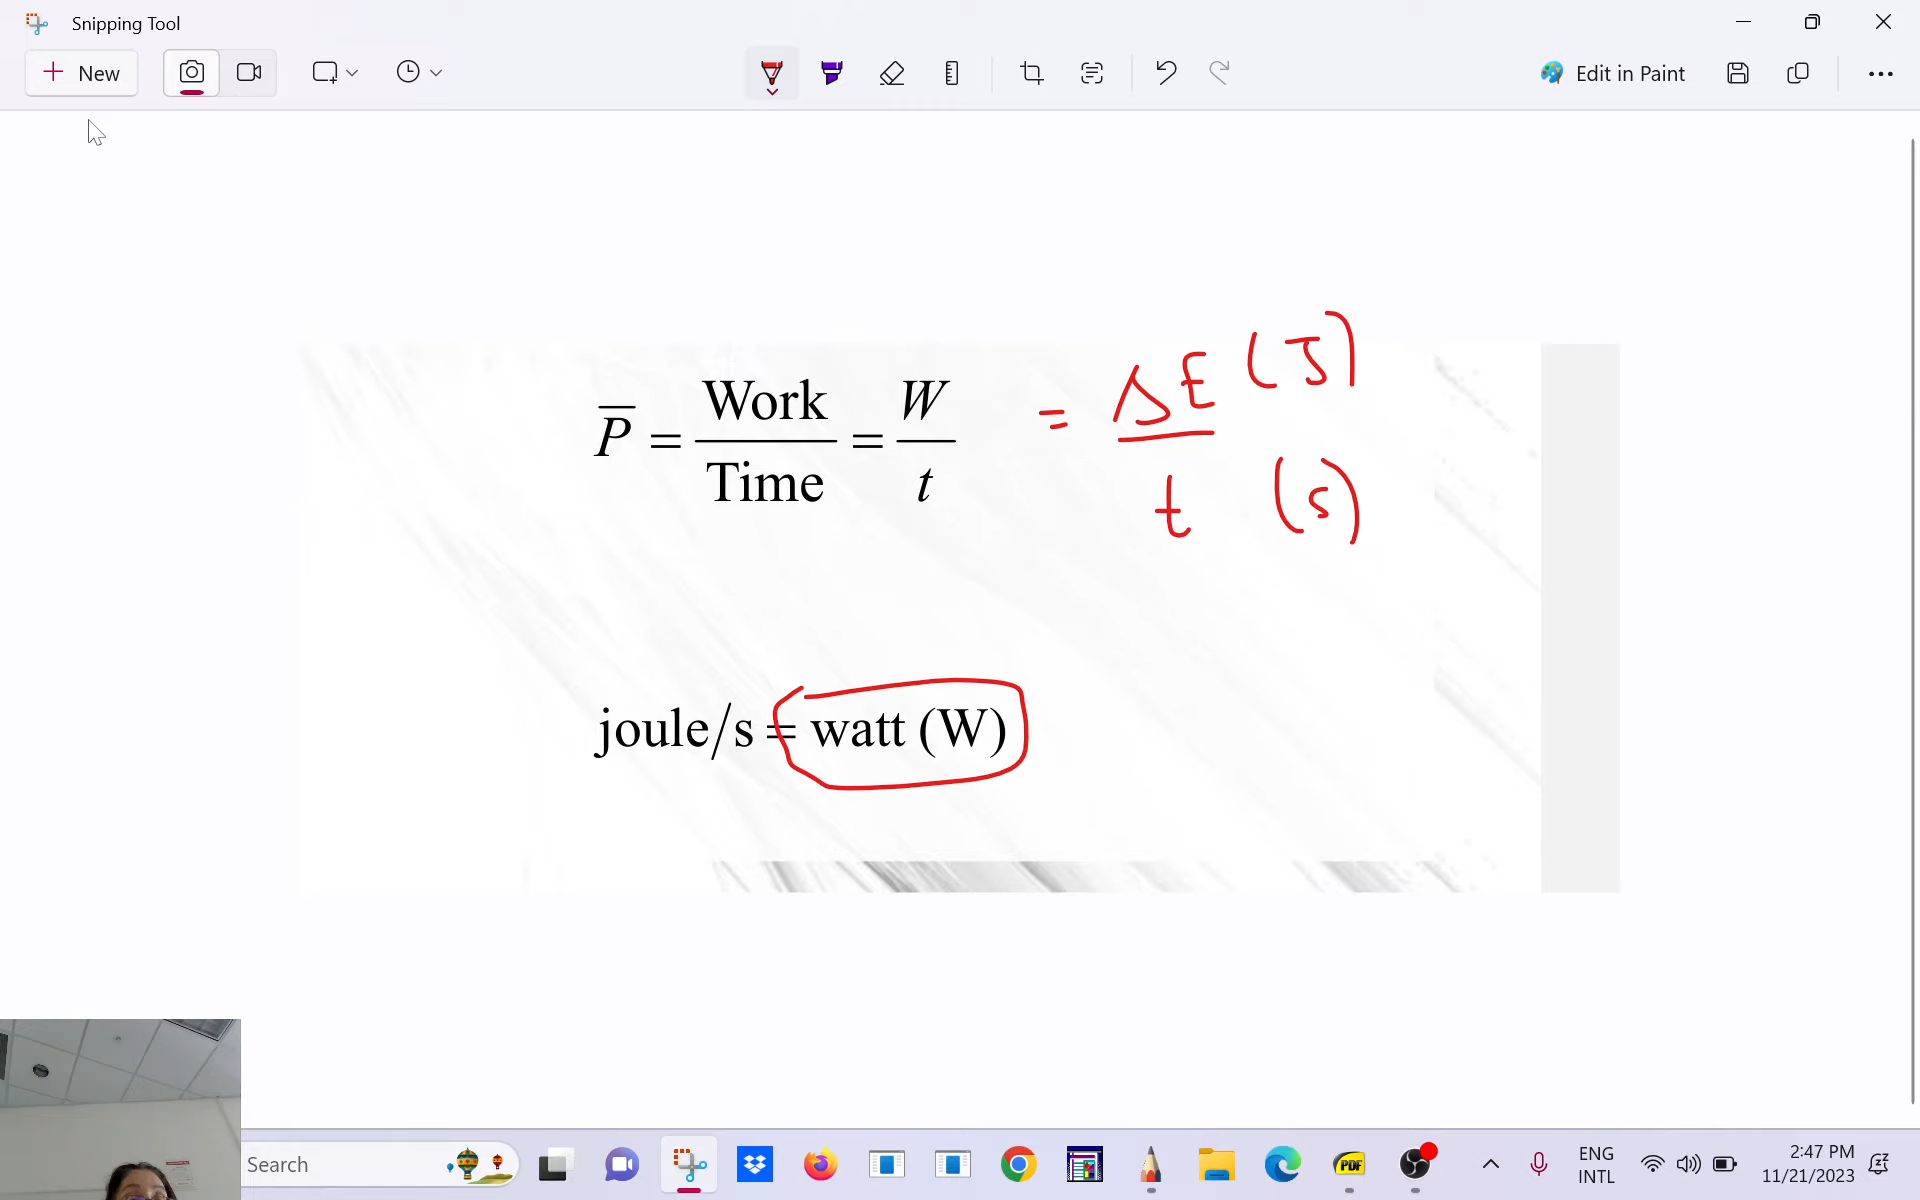 Snipping Tool
New
Edit in Paint
P̅ = Work/Time = W/t = ΔE (J) / t (s)
joule/s = watt (W)
Search
PDF
ENG
INTL
2:47 PM
11/21/2023